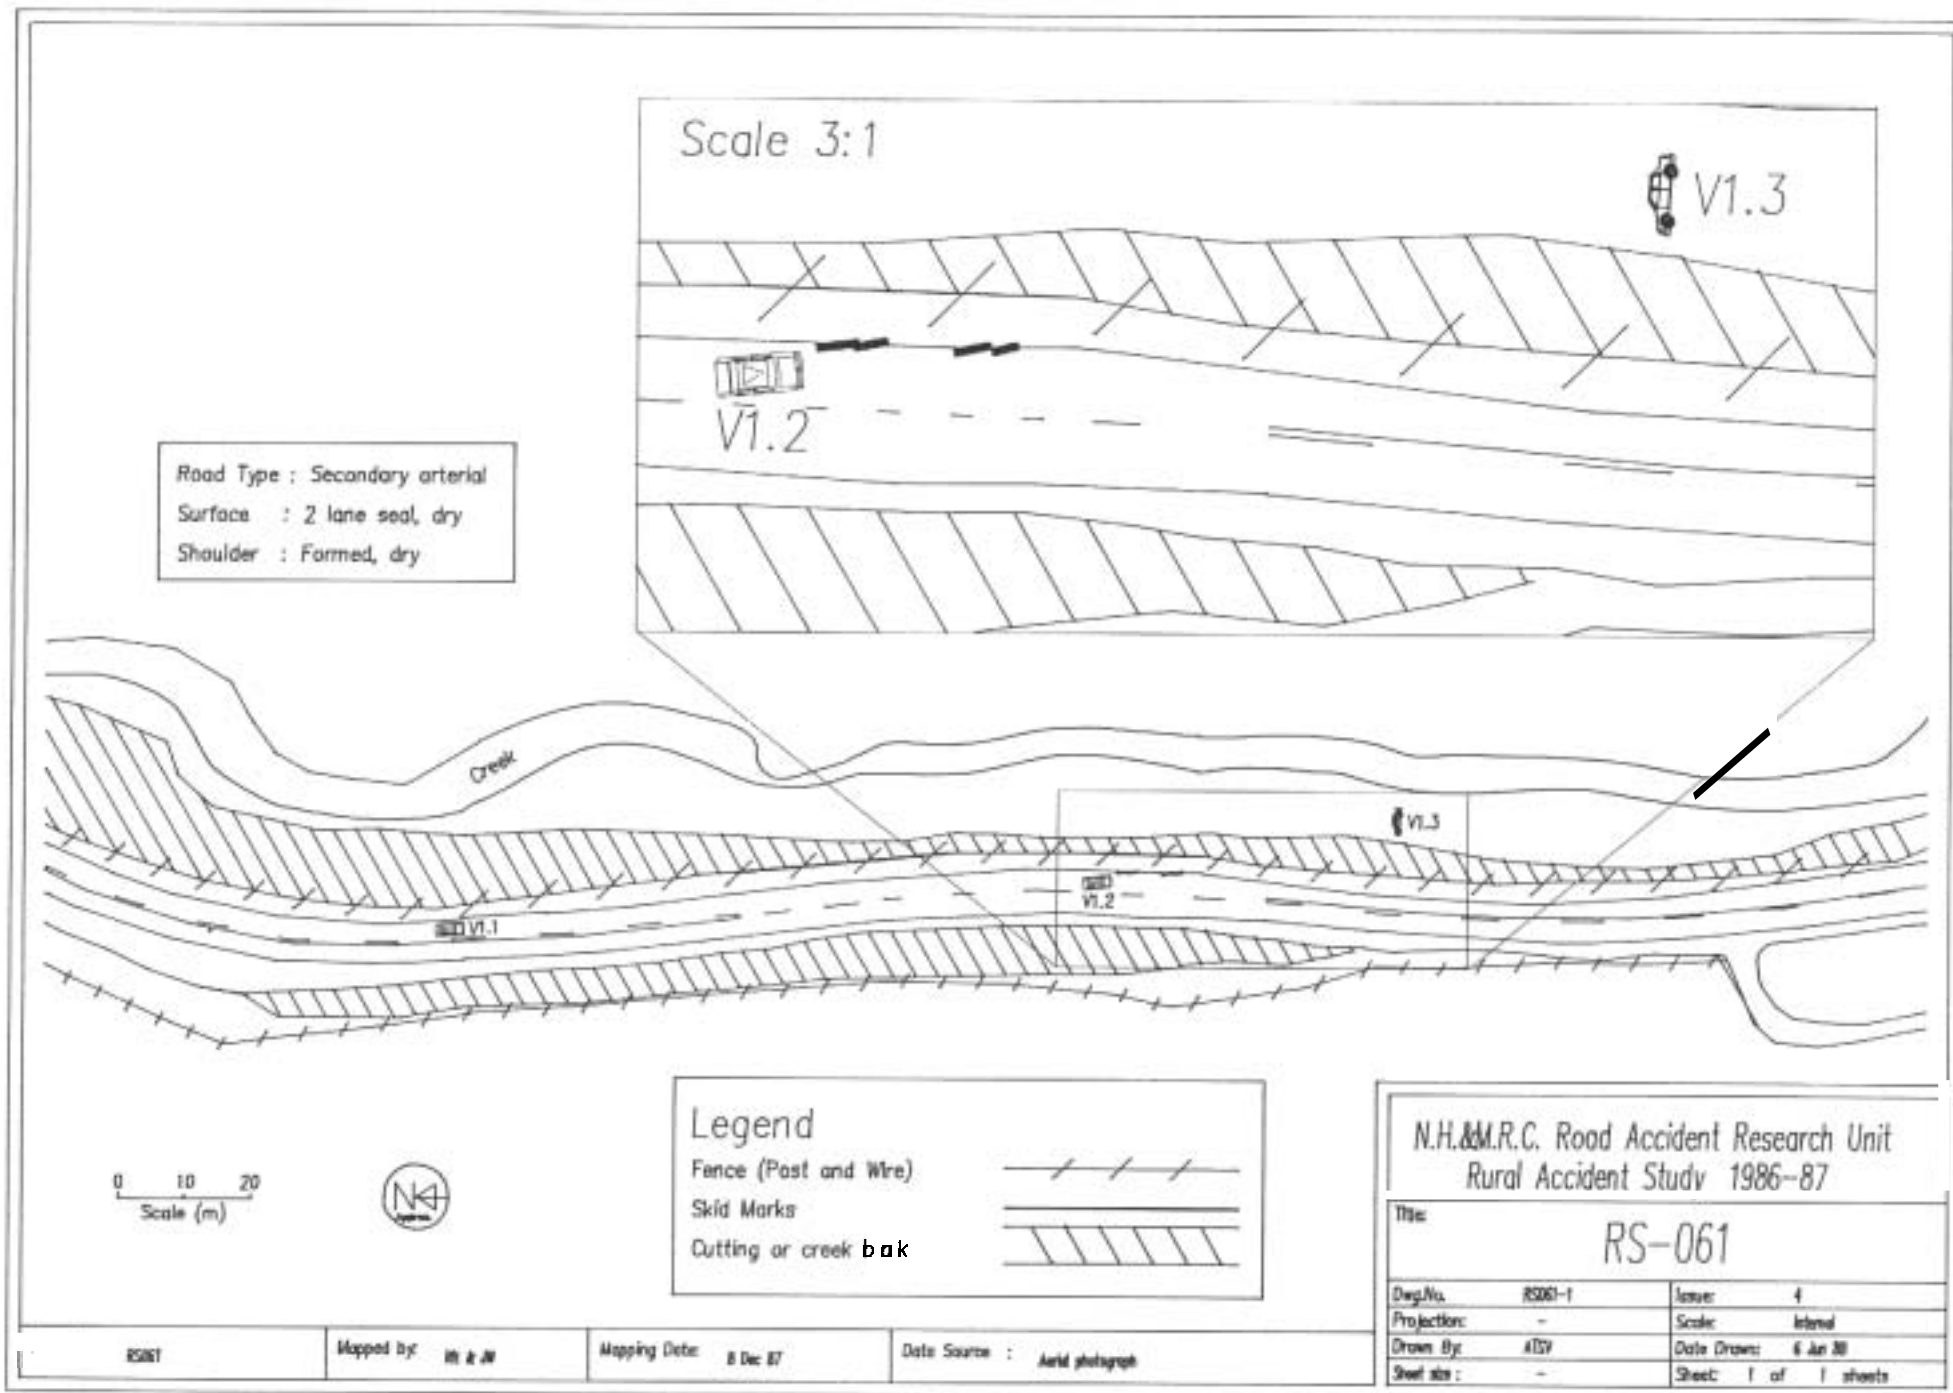 Scale 3:1
V1.3
V1.2
Road Type : Secondary arterial
Surface : 2 lane seal, dry
Shoulder : Formed, dry
Creek
V1.3
V1.2
V1.1
Legend
Fence (Post and Wire)
Skid Marks
Cutting or creek bak
0 10 20
Scale (m)
N
N.H.&M.R.C. Road Accident Research Unit
Rural Accident Study 1986-87
Title:
RS-061
Dwg.No. RS061-1 Issue: 4
Projection: - Scale: Internal
Drawn By: Date Drawn: 6 Jun
Sheet size : - Sheet: 1 of 1 sheets
RS061
Mapped by:
Mapping Date: 8 Dec 87
Data Source : Aerial photograph